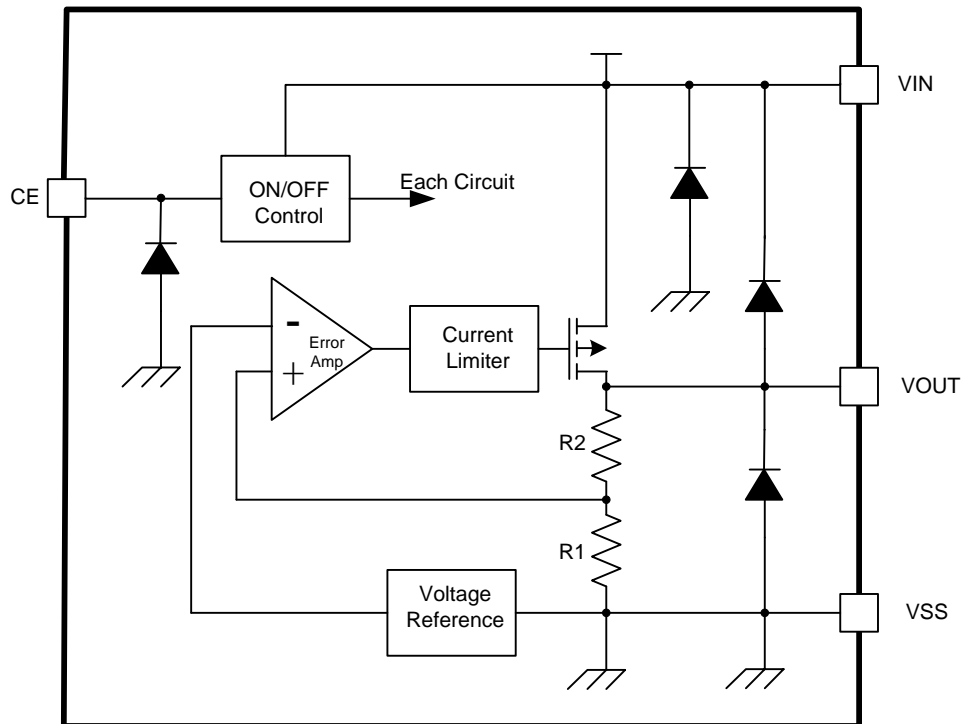 VIN
CE
ON/OFF
Control
Each Circuit
-
+
Error
Amp
Current
Limiter
VOUT
R2
R1
Voltage
Reference
VSS